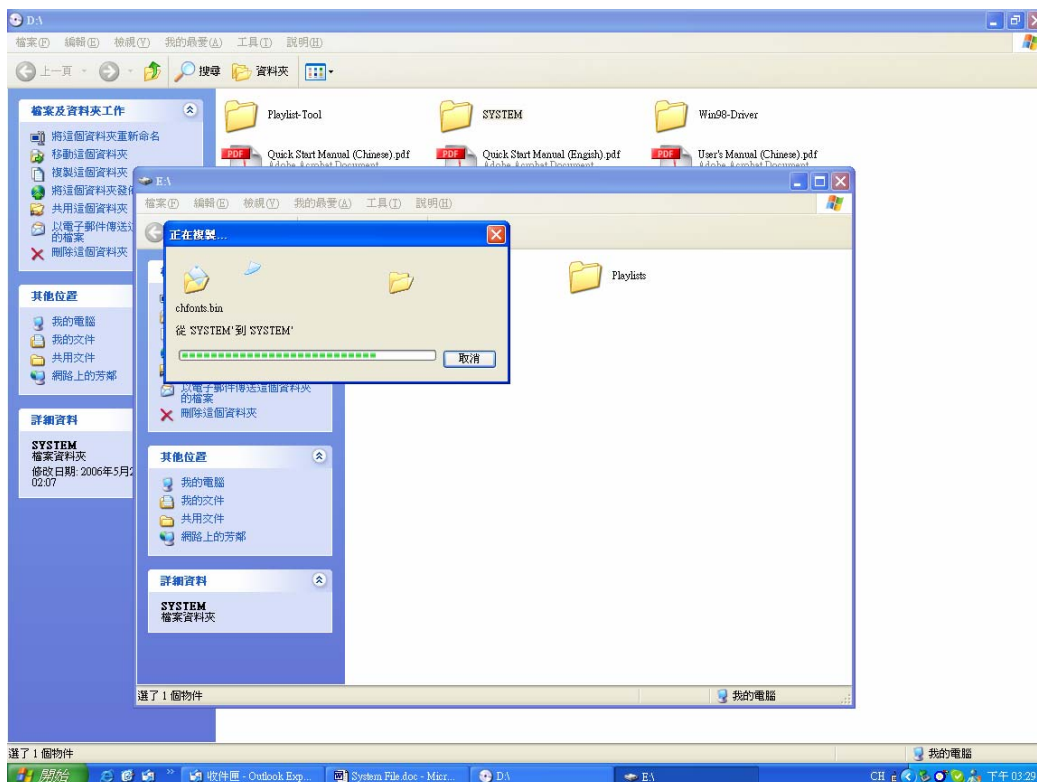 D:\
檔案(F) 編輯(E) 檢視(V) 我的最愛(A) 工具(T) 說明(H)
上一頁 搜尋 資料夾
檔案及資料夾工作
將這個資料夾重新命名
移動這個資料夾
複製這個資料夾
將這個資料夾發佈
共用這個資料夾
以電子郵件傳送這
的檔案
刪除這個資料夾
其他位置
我的電腦
我的文件
共用文件
網路上的芳鄰
詳細資料
SYSTEM
檔案資料夾
修改日期: 2006年5月2
02:07
Playlist-Tool SYSTEM Win98-Driver
Quick Start Manual (Chinese).pdf Quick Start Manual (Engish).pdf User's Manual (Chinese).pdf
Adobe Acrobat Document Adobe Acrobat Document Adobe Acrobat Document
E:\
檔案(F) 編輯(E) 檢視(V) 我的最愛(A) 工具(T) 說明(H)
正在複製...
chfonts.bin
從 SYSTEM' 到 SYSTEM'
取消
Playlists
以電子郵件傳送這個資料夾
的檔案
刪除這個資料夾
其他位置
我的電腦
我的文件
共用文件
網路上的芳鄰
詳細資料
SYSTEM
檔案資料夾
選了 1 個物件 我的電腦
選了 1 個物件 我的電腦
開始 收件匣 - Outlook Exp... System File.doc - Micr... D:\ E:\ CH 下午 03:29